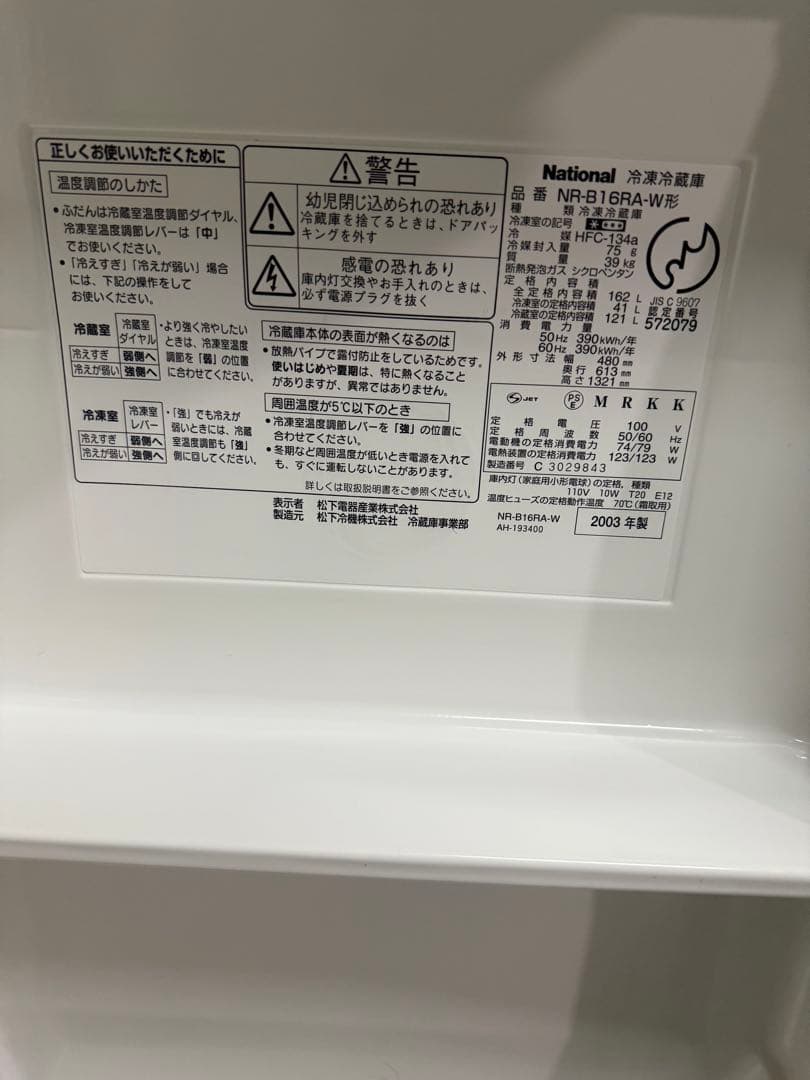 正しくお使いいただくために
温度調節のしかた
•ふだんは冷蔵室温度調節ダイヤル、
冷凍室温度調節レバーは「中」
でお使いください。
•「冷えすぎ」「冷えが弱い」場合
には、下記の操作をして
お使いください。
冷蔵室
冷蔵室
ダイヤル
冷えすぎ 弱側へ
冷えが弱い 強側へ
・より強く冷やしたい
ときは、冷凍室温度
調節を「弱」の位置
に合わせてください。
冷凍室
冷凍室
レバー
冷えすぎ 弱側へ
冷えが弱い 強側へ
・「強」でも冷えが
弱いときには、冷蔵
室温度調節も「強」
側に回してください。
警告
幼児閉じ込められの恐れあり
冷蔵庫を捨てるときは、ドアパッ
キングを外す
感電の恐れあり
庫内灯交換やお手入れのときは、
必ず電源プラグを抜く
冷蔵庫本体の表面が熱くなるのは
•放熱パイプで露付防止をしているためです。
使いはじめや夏期は、特に熱くなること
がありますが、異常ではありません。
周囲温度が5℃以下のとき
•冷凍室温度調節レバーを「強」の位置に
合わせてください。
•冬期など周囲温度が低いとき電源を入れて
も、すぐに運転しないことがあります。
詳しくは取扱説明書をご参照ください。
表示者 松下電器産業株式会社
製造元 松下冷機株式会社 冷蔵庫事業部
National 冷凍冷蔵庫
品番 NR-B16RA-W形
種類 冷凍冷蔵庫
冷凍室の記号
冷媒 HFC-134a
冷媒封入量 75 g
質量 39 kg
断熱発泡ガス シクロペンタン
定格内容積
全定格内容積 162 L
冷凍室の定格内容積 41 L
冷蔵室の定格内容積 121 L
消費電力量
50Hz 390kWh/年
60Hz 390kWh/年
外形寸法 幅 480 mm
奥行 613 mm
高さ 1321 mm
JIS C 9607
認定番号
572079
JET PS E M R K K
定格電圧 100 V
定格周波数 50/60 Hz
電動機の定格消費電力 74/79 W
電熱装置の定格消費電力 123/123 W
製造番号 C 3029843
庫内灯(家庭用小形電球)の定格、種類
110V 10W T20 E12
温度ヒューズの定格動作温度 70℃(霜取用)
NR-B16RA-W
AH-193400
2003 年製